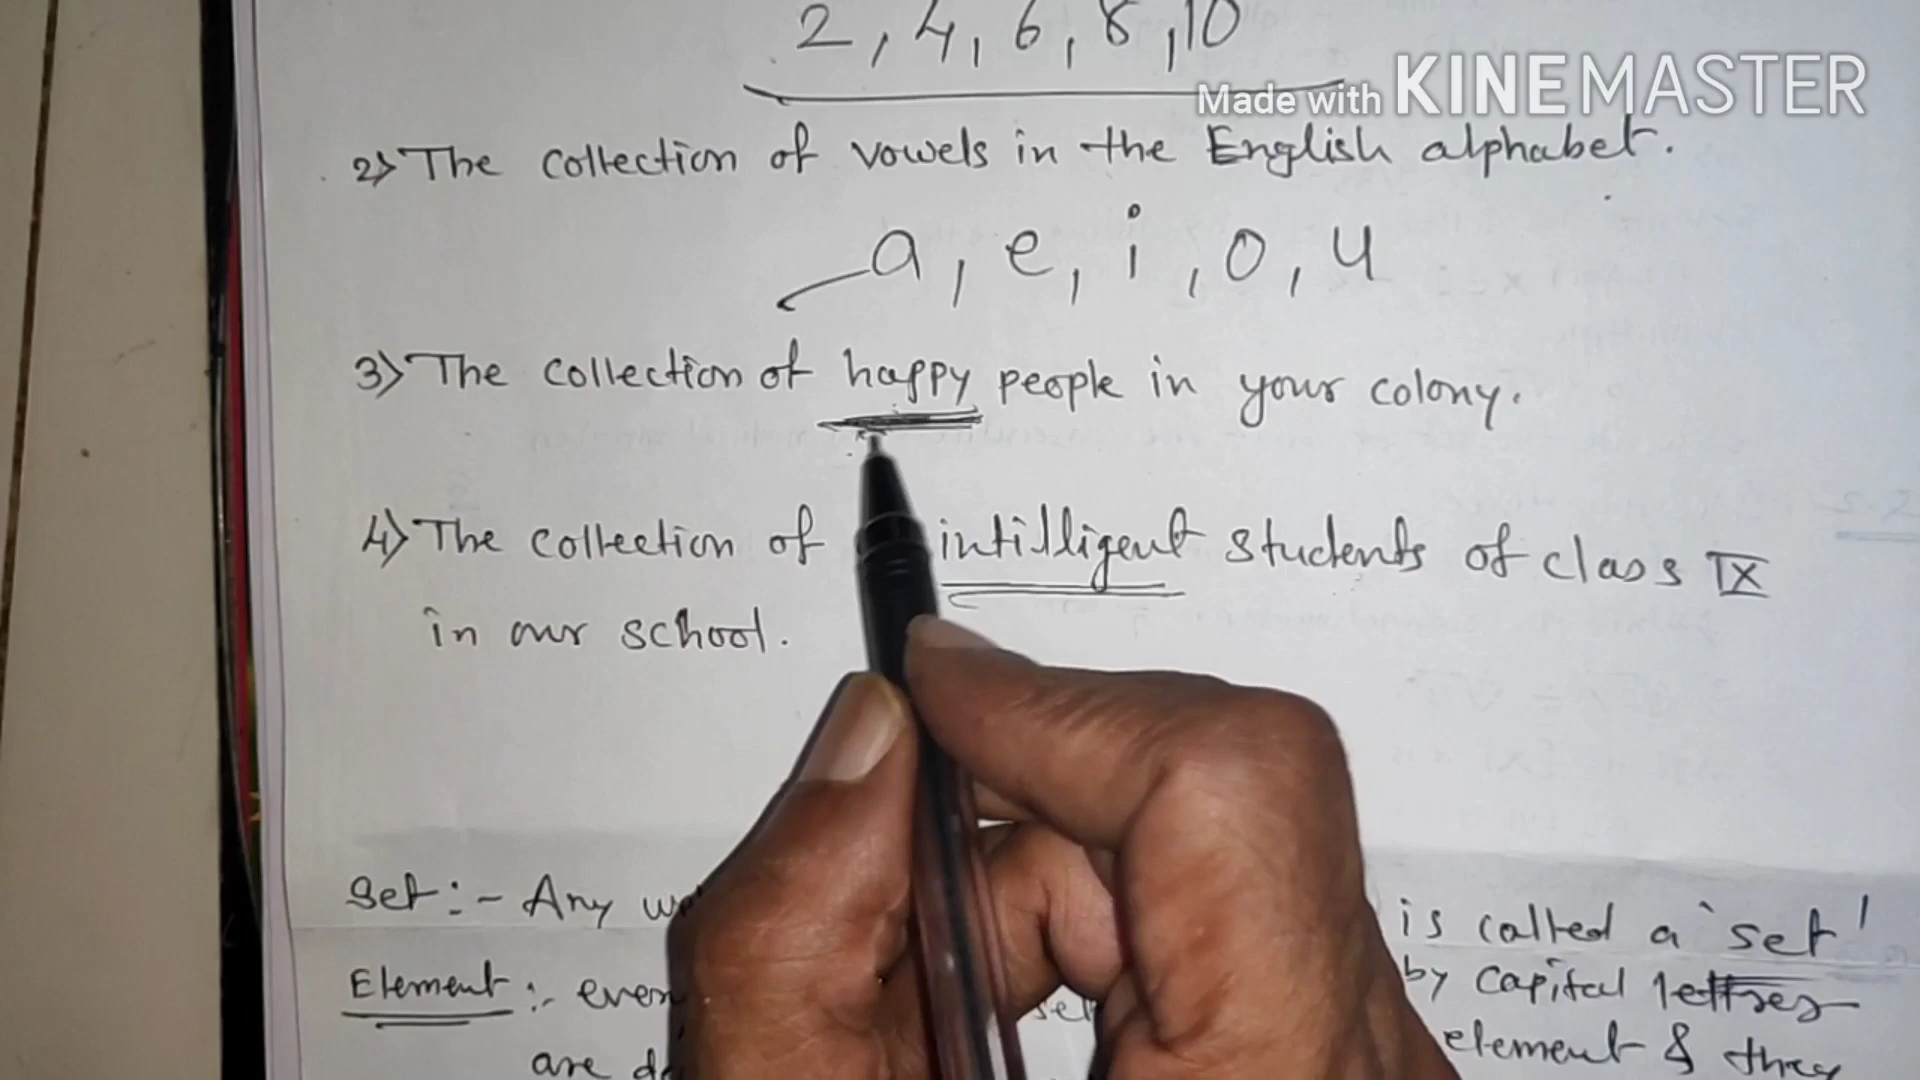 2, 4, 6, 8, 10
Made with KINEMASTER
2) The collection of vowels in the English alphabet.
a, e, i, o, u
3) The collection of happy people in your colony.
4) The collection of intilligent students of class IX
in our school.
Set :- Any is called a 'set'
Element :- by capital
are element & they